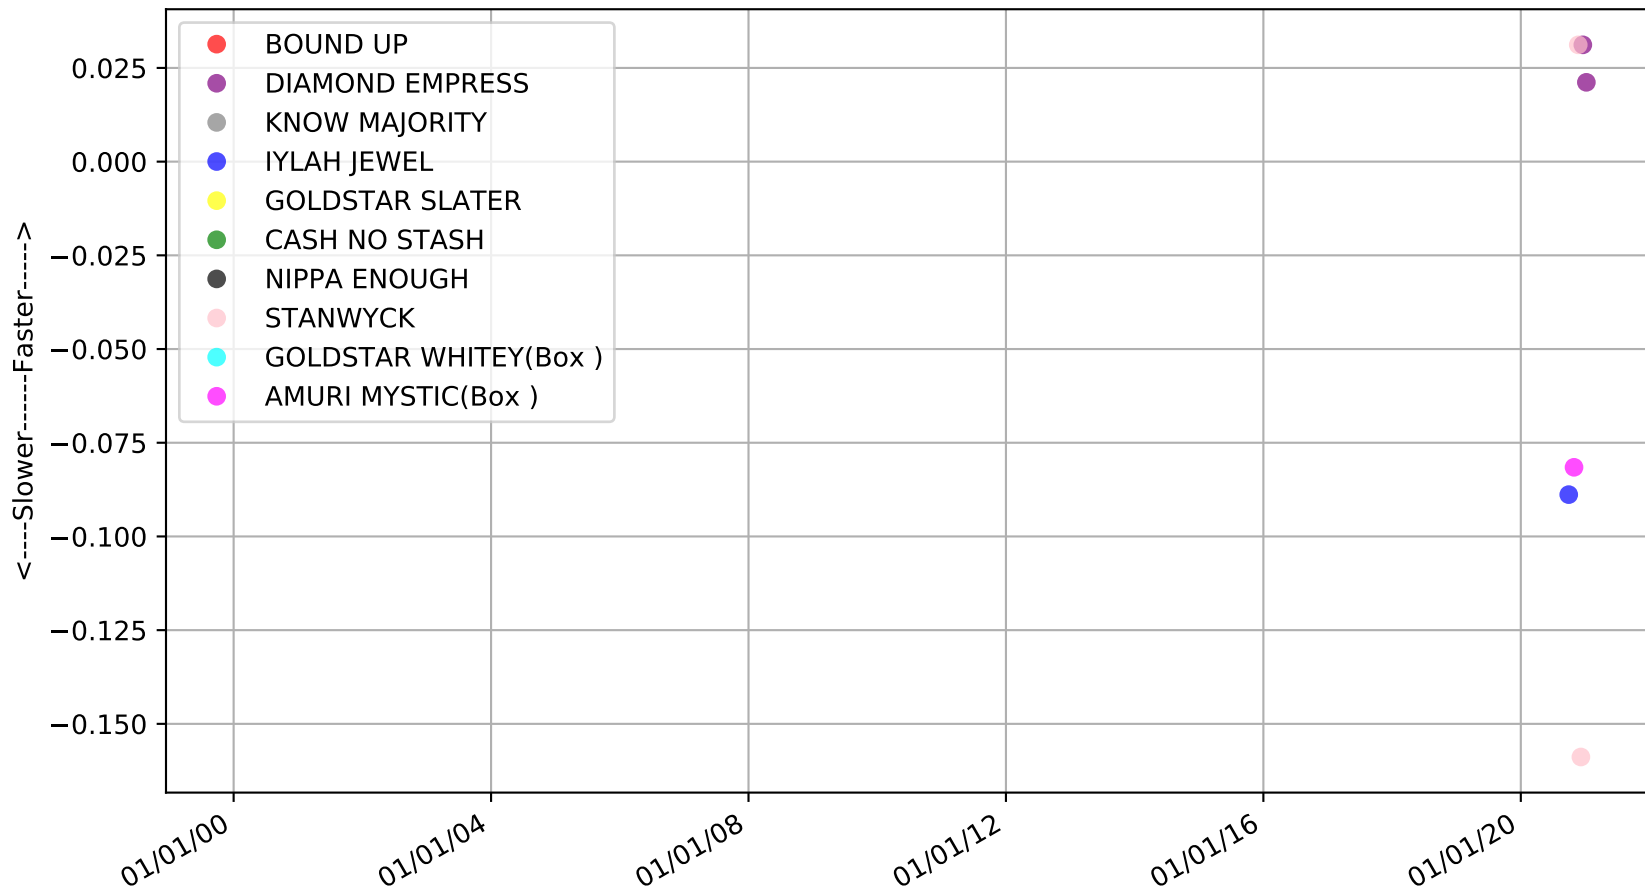 BOUND UP
DIAMOND EMPRESS
KNOW MAJORITY
IYLAH JEWEL
GOLDSTAR SLATER
CASH NO STASH
NIPPA ENOUGH
STANWYCK
GOLDSTAR WHITEY(Box )
AMURI MYSTIC(Box )
0.025
0.000
−0.025
−0.050
−0.075
−0.100
−0.125
−0.150
<----Slower------Faster----->
01/01/00
01/01/04
01/01/08
01/01/12
01/01/16
01/01/20